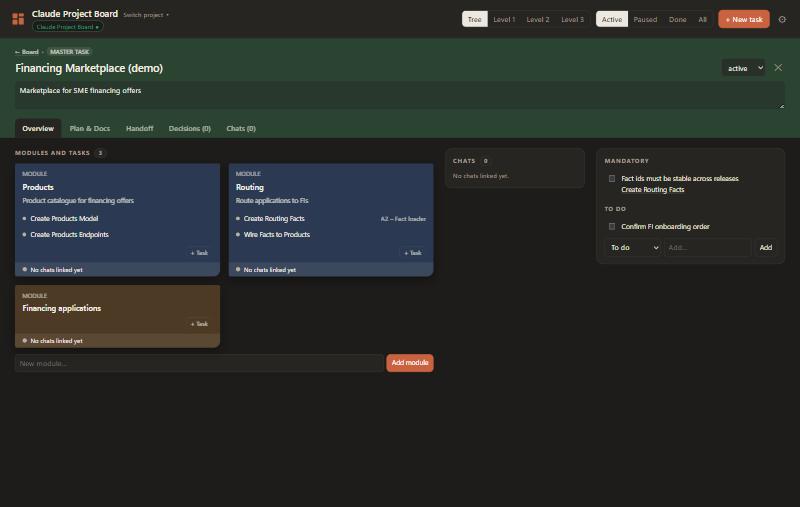 Claude Project Board
Switch project
Claude Project Board
Tree Level 1 Level 2 Level 3
Active Paused Done All
+ New task
← Board · MASTER TASK
Financing Marketplace (demo)
active
Marketplace for SME financing offers
Overview Plan & Docs Handoff Decisions (0) Chats (0)
MODULES AND TASKS 3
MODULE
Products
Product catalogue for financing offers
Create Products Model
Create Products Endpoints
+ Task
No chats linked yet
MODULE
Routing
Route applications to FIs
Create Routing Facts A2 – Fact loader
Wire Facts to Products
+ Task
No chats linked yet
MODULE
Financing applications
+ Task
No chats linked yet
New module...
Add module
CHATS 0
No chats linked yet.
MANDATORY
Fact ids must be stable across releases
Create Routing Facts
TO DO
Confirm FI onboarding order
To do Add... Add